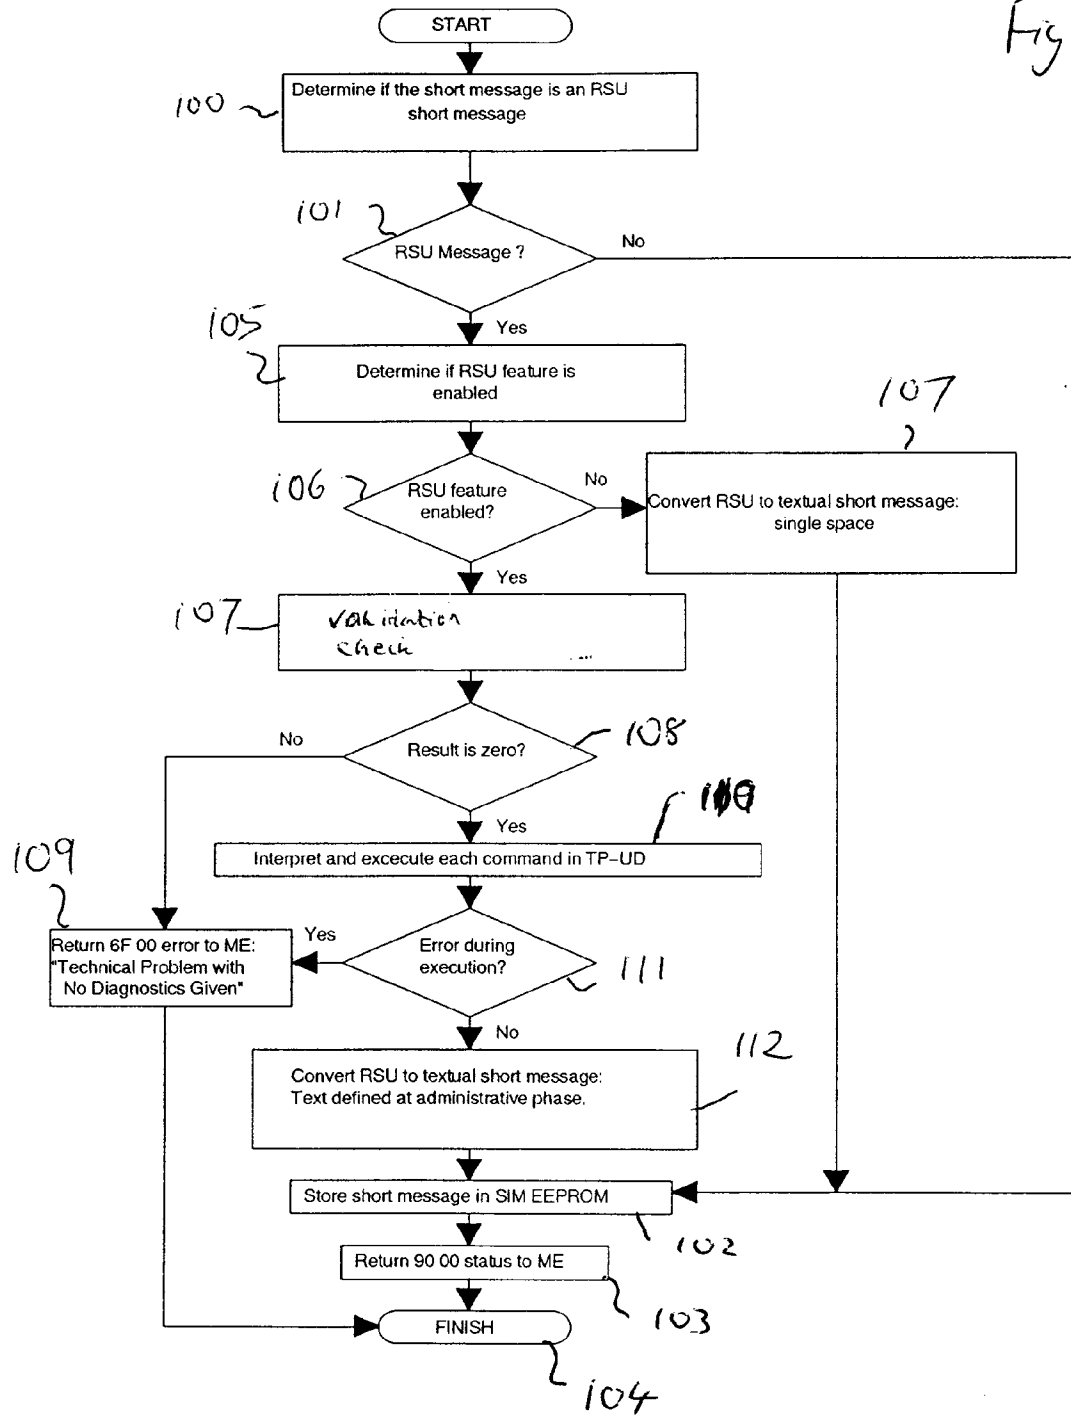 START
Fig
Determine if the short message is an RSU
short message
100
101
RSU Message ?
No
Yes
105
Determine if RSU feature is
enabled
107
106
RSU feature
enabled?
No
Convert RSU to textual short message:
single space
Yes
107
validation
check
Result is zero?
108
No
Yes
Interpret and excecute each command in TP-UD
109
Return 6F 00 error to ME:
"Technical Problem with
No Diagnostics Given"
Yes
Error during
execution?
111
No
112
Convert RSU to textual short message:
Text defined at administrative phase.
Store short message in SIM EEPROM
102
Return 90 00 status to ME
103
FINISH
104